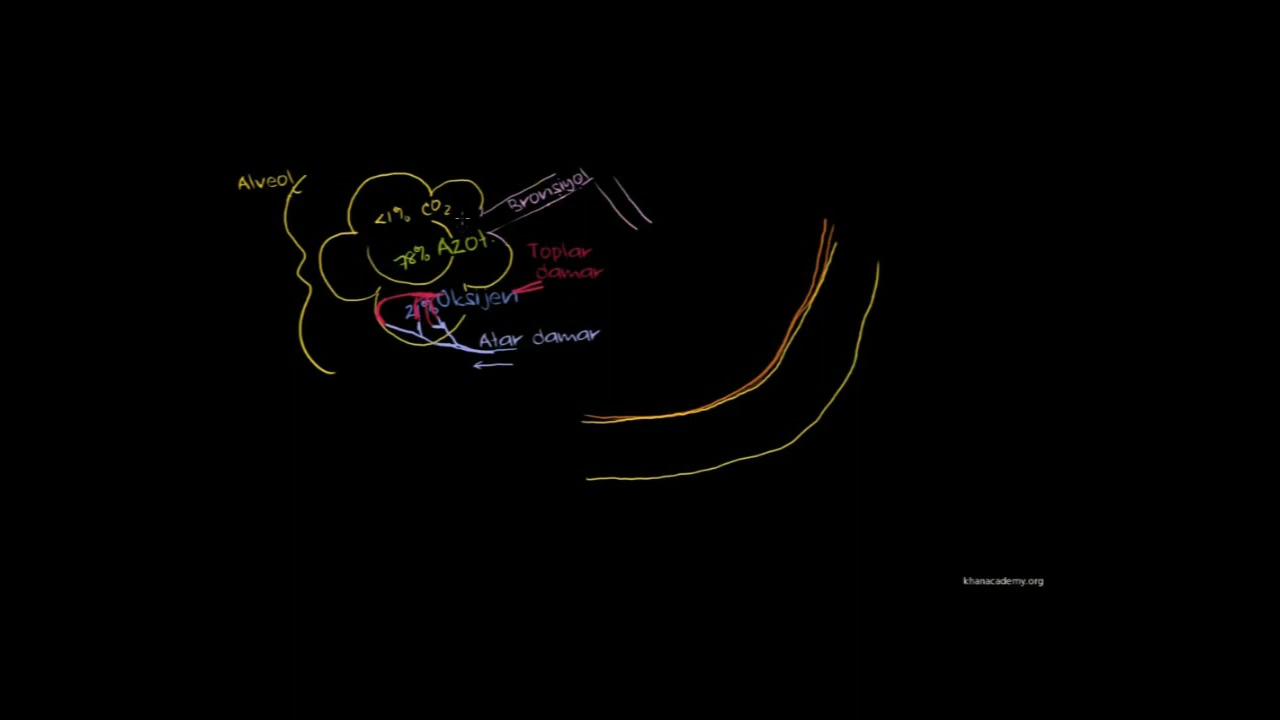 Alveol
<1% CO₂
Bronşiyol
78% Azot
Toplar
damar
21% Oksijen
Atar damar
khanacademy.org